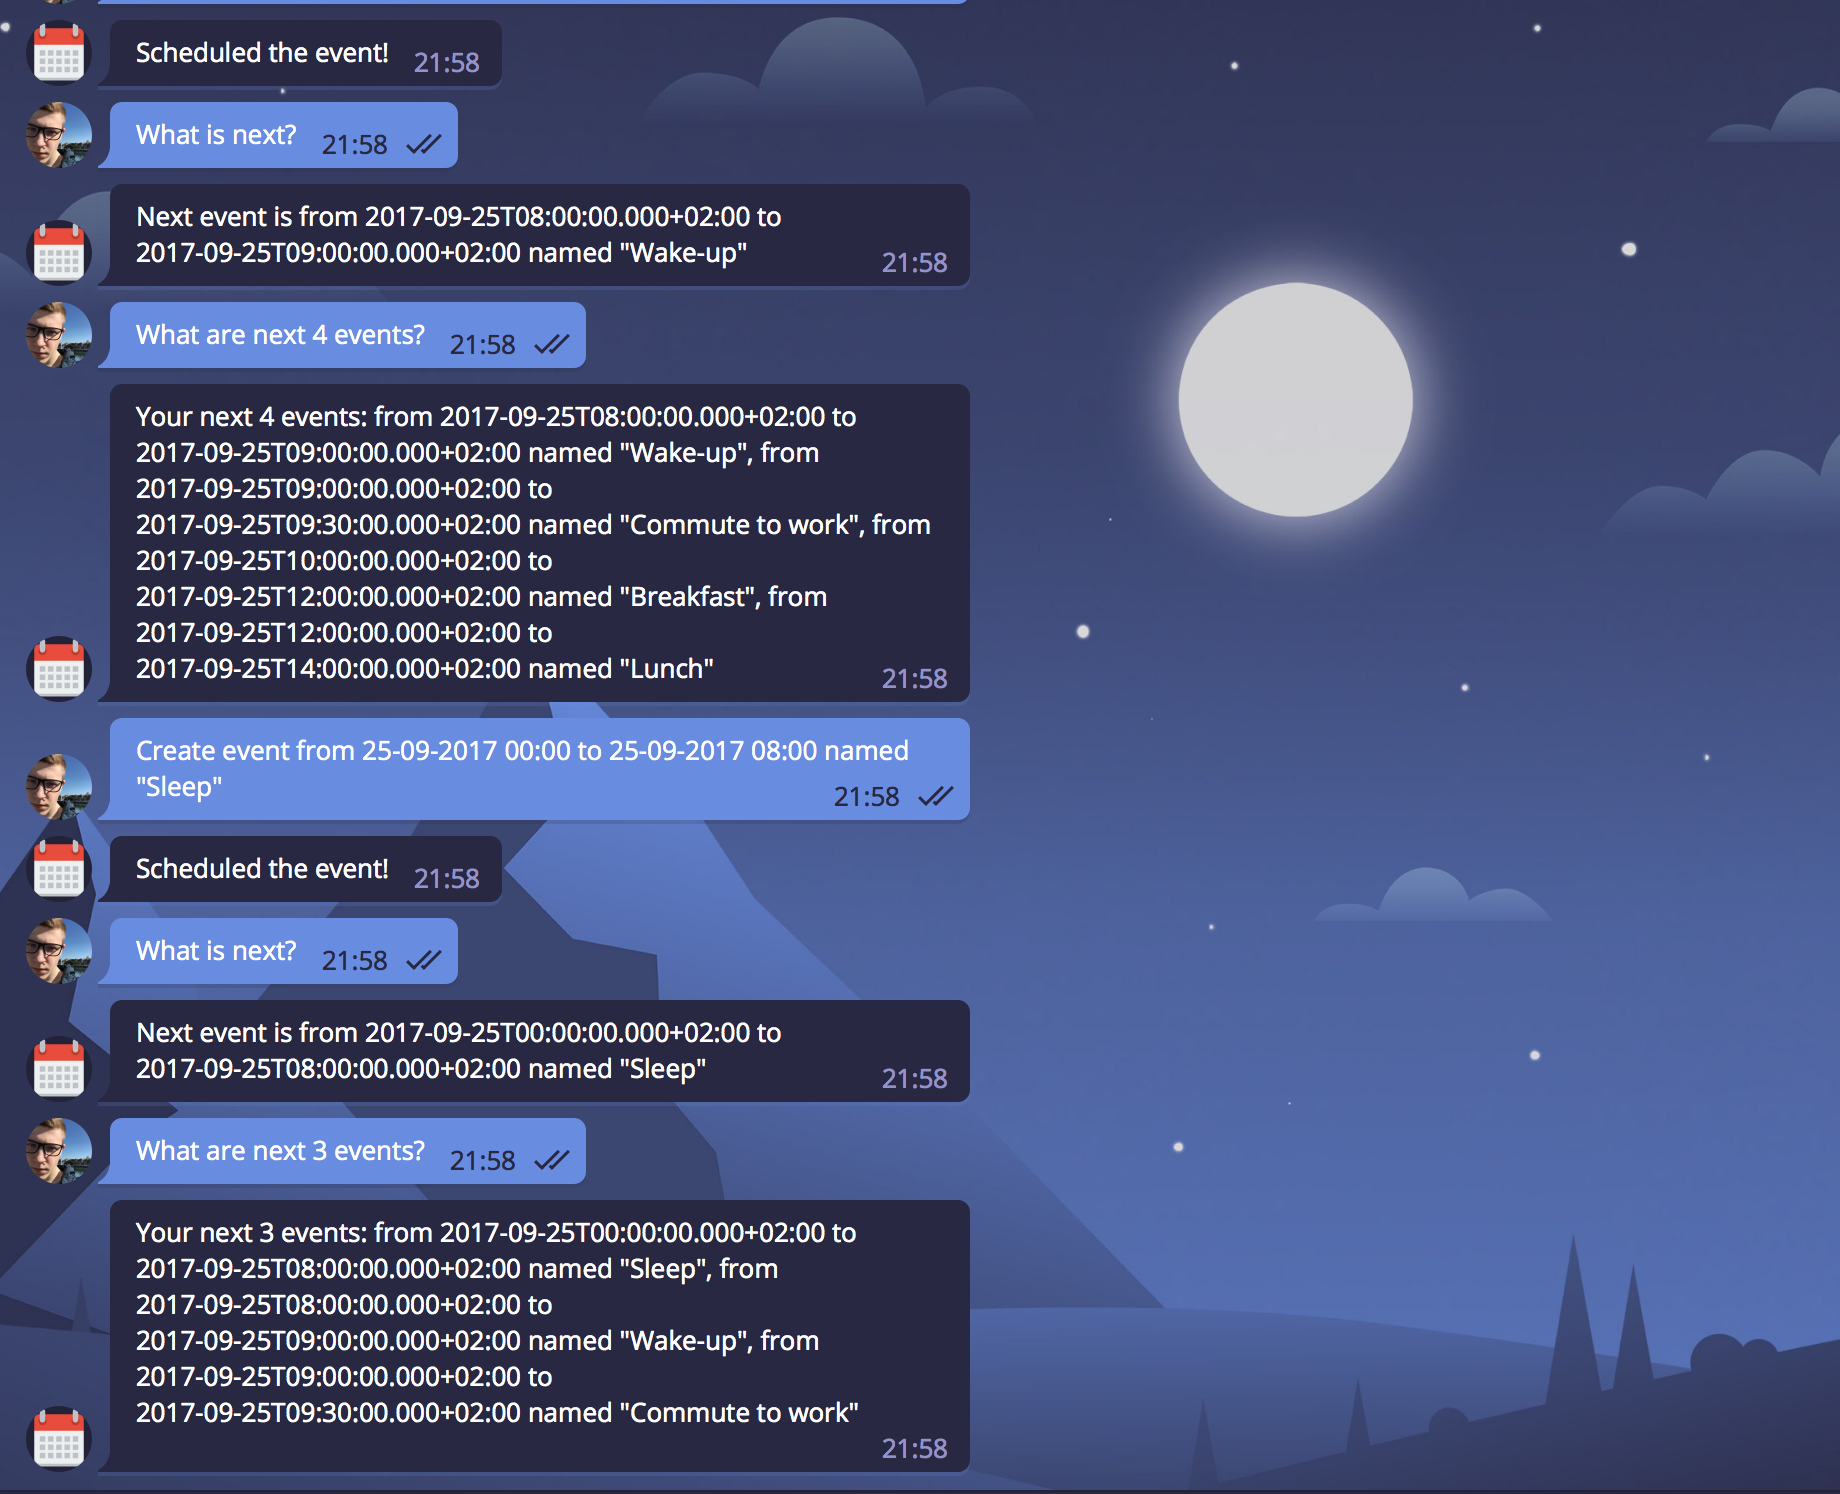 Scheduled the event! 21:58
What is next? 21:58
Next event is from 2017-09-25T08:00:00.000+02:00 to
2017-09-25T09:00:00.000+02:00 named "Wake-up" 21:58
What are next 4 events? 21:58
Your next 4 events: from 2017-09-25T08:00:00.000+02:00 to
2017-09-25T09:00:00.000+02:00 named "Wake-up", from
2017-09-25T09:00:00.000+02:00 to
2017-09-25T09:30:00.000+02:00 named "Commute to work", from
2017-09-25T10:00:00.000+02:00 to
2017-09-25T12:00:00.000+02:00 named "Breakfast", from
2017-09-25T12:00:00.000+02:00 to
2017-09-25T14:00:00.000+02:00 named "Lunch" 21:58
Create event from 25-09-2017 00:00 to 25-09-2017 08:00 named
"Sleep" 21:58
Scheduled the event! 21:58
What is next? 21:58
Next event is from 2017-09-25T00:00:00.000+02:00 to
2017-09-25T08:00:00.000+02:00 named "Sleep" 21:58
What are next 3 events? 21:58
Your next 3 events: from 2017-09-25T00:00:00.000+02:00 to
2017-09-25T08:00:00.000+02:00 named "Sleep", from
2017-09-25T08:00:00.000+02:00 to
2017-09-25T09:00:00.000+02:00 named "Wake-up", from
2017-09-25T09:00:00.000+02:00 to
2017-09-25T09:30:00.000+02:00 named "Commute to work"
21:58